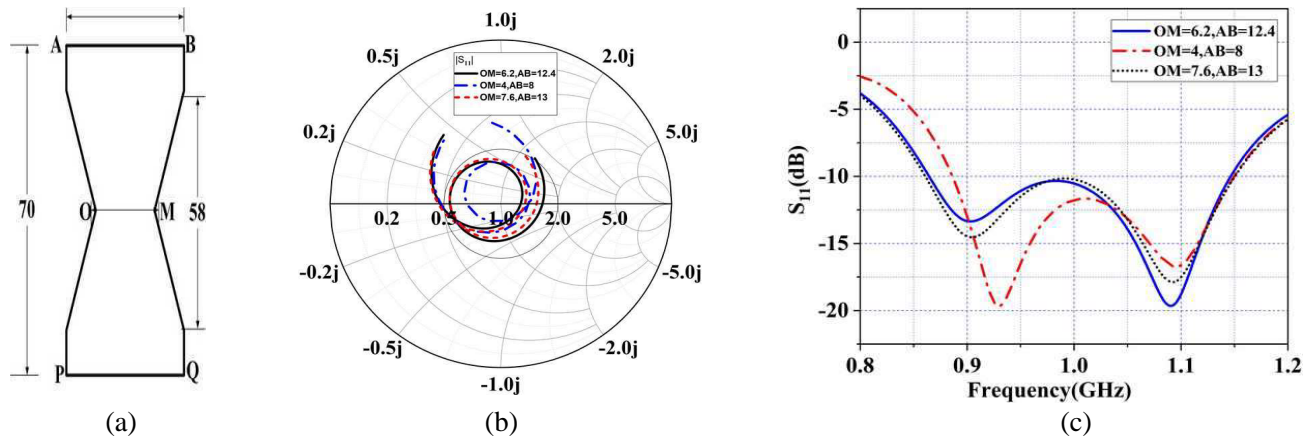 A B
70
O M 58
P Q
(a)
1.0j
0.5j 2.0j
|S11|
OM=6.2,AB=12.4
OM=4,AB=8
OM=7.6,AB=13
0.2j 5.0j
0.2 0.5 1.0 2.0 5.0
-0.2j -5.0j
-0.5j -2.0j
-1.0j
(b)
OM=6.2,AB=12.4
OM=4,AB=8
OM=7.6,AB=13
0
-5
-10
-15
-20
S11(dB)
0.8 0.9 1.0 1.1 1.2
Frequency(GHz)
(c)